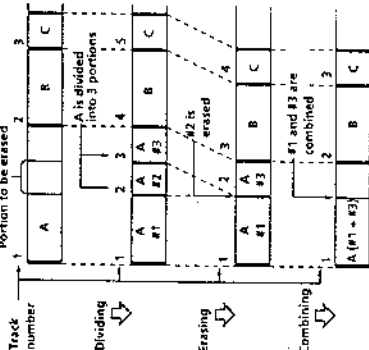 Portion to be erased
Track number
1 2 3
A B C
A is divided
into 3 portions
Dividing
1 2 3 4 5
A #1
A #2
A #3
B C
#2 is
erased
Erasing
1 2 3 4
A #1
A #3
B C
#1 and #3 are
combined
Combining
1 2 3
A (#1 + #3)
B C